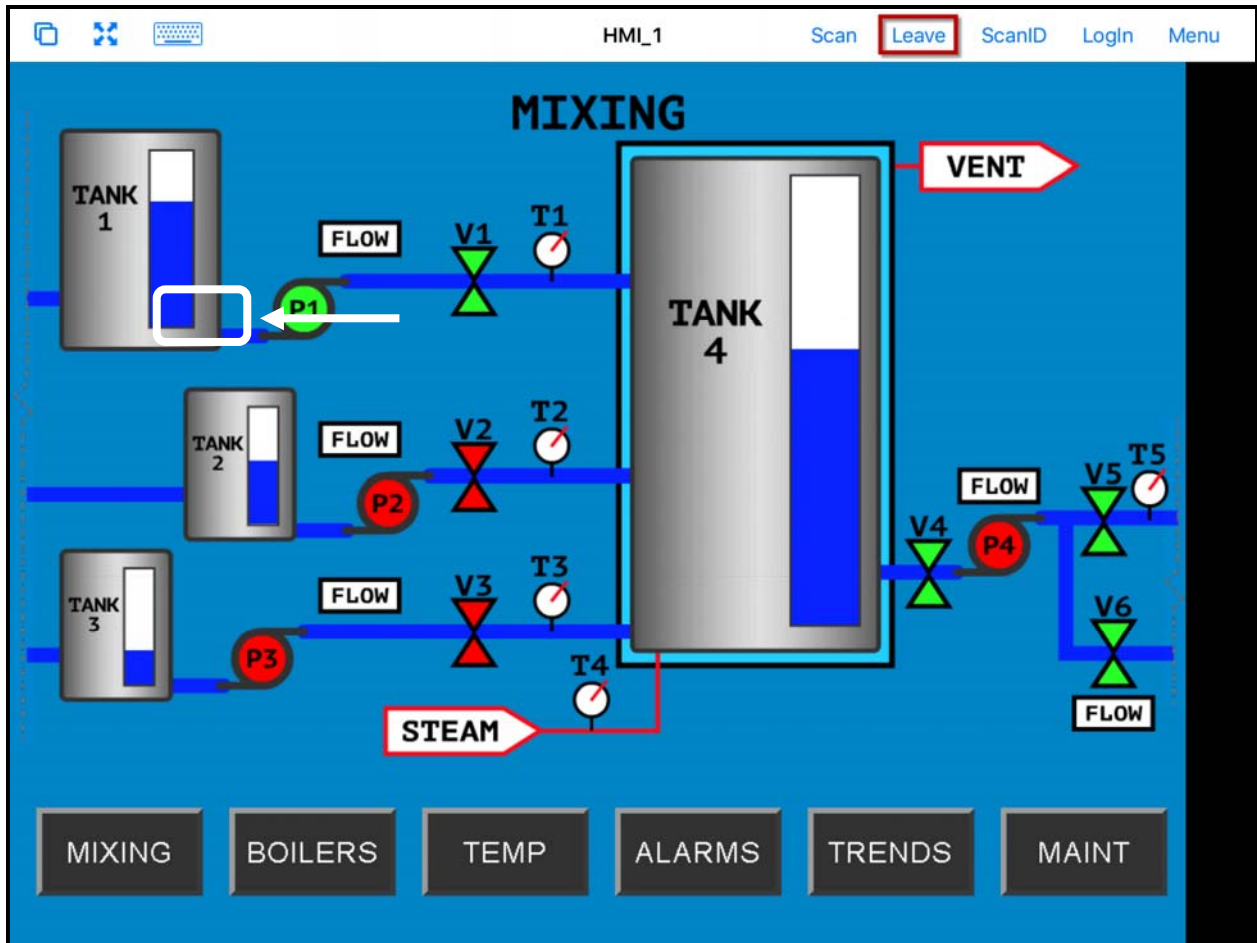 HMI_1 Scan Leave ScanID LogIn Menu
MIXING
VENT
TANK
1
FLOW
V1
T1
P1
TANK
4
TANK
2
FLOW
V2
T2
P2
TANK
3
FLOW
V3
T3
P3
T4
STEAM
V4
FLOW
P4
V5
T5
V6
FLOW
MIXING BOILERS TEMP ALARMS TRENDS MAINT